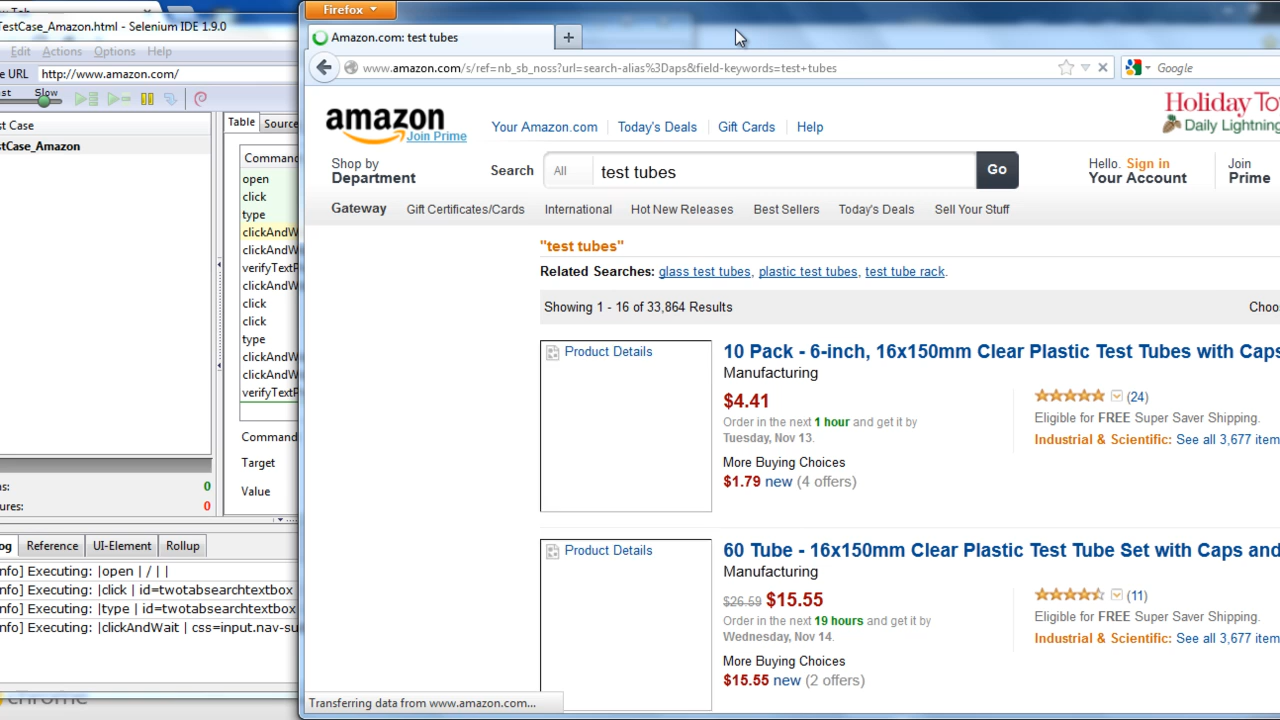 TestCase_Amazon.html - Selenium IDE 1.9.0
Edit Actions Options Help
URL http://www.amazon.com/
Slow
Case
TestCase_Amazon
Table Source
Command
open
click
type
clickAndW
clickAndW
verifyTextP
clickAndW
click
click
type
clickAndW
clickAndW
verifyTextP
Command
Target
Value
0
0
Reference UI-Element Rollup
Executing: |open | / | |
Executing: |click | id=twotabsearchtextbox
Executing: |type | id=twotabsearchtextbox
Executing: |clickAndWait | css=input.nav-su
chrome
Firefox
Amazon.com: test tubes
www.amazon.com/s/ref=nb_sb_noss?url=search-alias%3Daps&field-keywords=test+tubes
Google
amazon
Join Prime
Your Amazon.com Today's Deals Gift Cards Help
Holiday To
Daily Lightnin
Shop by
Department
Search All test tubes Go
Hello. Sign in
Your Account
Join
Prime
Gateway Gift Certificates/Cards International Hot New Releases Best Sellers Today's Deals Sell Your Stuff
"test tubes"
Related Searches: glass test tubes, plastic test tubes, test tube rack.
Showing 1 - 16 of 33,864 Results
Choo
Product Details
10 Pack - 6-inch, 16x150mm Clear Plastic Test Tubes with Caps
Manufacturing
$4.41
Order in the next 1 hour and get it by
Tuesday, Nov 13.
More Buying Choices
$1.79 new (4 offers)
(24)
Eligible for FREE Super Saver Shipping.
Industrial & Scientific: See all 3,677 item
Product Details
60 Tube - 16x150mm Clear Plastic Test Tube Set with Caps and
Manufacturing
$26.59 $15.55
Order in the next 19 hours and get it by
Wednesday, Nov 14.
More Buying Choices
$15.55 new (2 offers)
(11)
Eligible for FREE Super Saver Shipping.
Industrial & Scientific: See all 3,677 item
Transferring data from www.amazon.com...